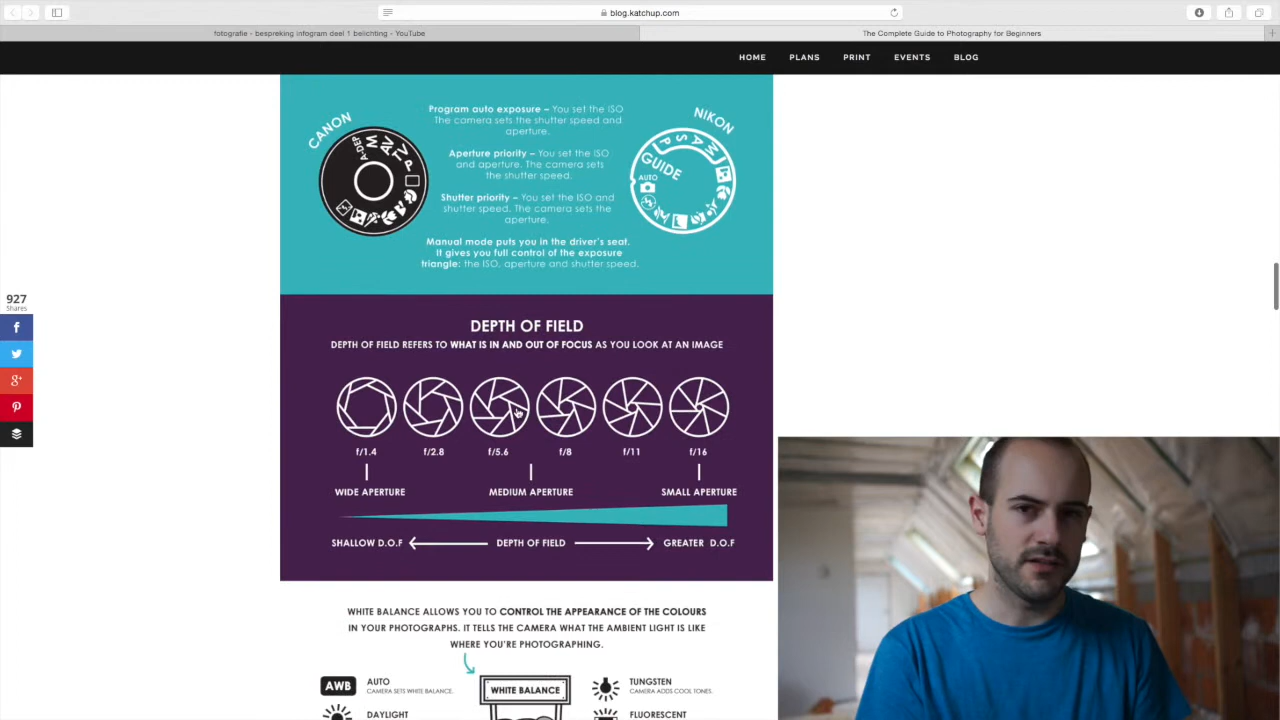 blog.katchup.com
fotografie - bespreking infogram deel 1 belichting - YouTube
The Complete Guide to Photography for Beginners
HOME PLANS PRINT EVENTS BLOG
CANON
A-DEP M AV TV P
Program auto exposure – You set the ISO
The camera sets the shutter speed and
aperture.
Aperture priority – You set the ISO
and aperture. The camera sets
the shutter speed.
Shutter priority – You set the ISO and
shutter speed. The camera sets the
aperture.
Manual mode puts you in the driver's seat.
It gives you full control of the exposure
triangle: the ISO, aperture and shutter speed.
NIKON
P S A M
GUIDE
AUTO
927
Shares
DEPTH OF FIELD
DEPTH OF FIELD REFERS TO WHAT IS IN AND OUT OF FOCUS AS YOU LOOK AT AN IMAGE
f/1.4 f/2.8 f/5.6 f/8 f/11 f/16
WIDE APERTURE MEDIUM APERTURE SMALL APERTURE
SHALLOW D.O.F DEPTH OF FIELD GREATER D.O.F
WHITE BALANCE ALLOWS YOU TO CONTROL THE APPEARANCE OF THE COLOURS
IN YOUR PHOTOGRAPHS. IT TELLS THE CAMERA WHAT THE AMBIENT LIGHT IS LIKE
WHERE YOU'RE PHOTOGRAPHING.
AWB
AUTO
CAMERA SETS WHITE BALANCE.
WHITE BALANCE
TUNGSTEN
CAMERA ADDS COOL TONES.
DAYLIGHT
FLUORESCENT